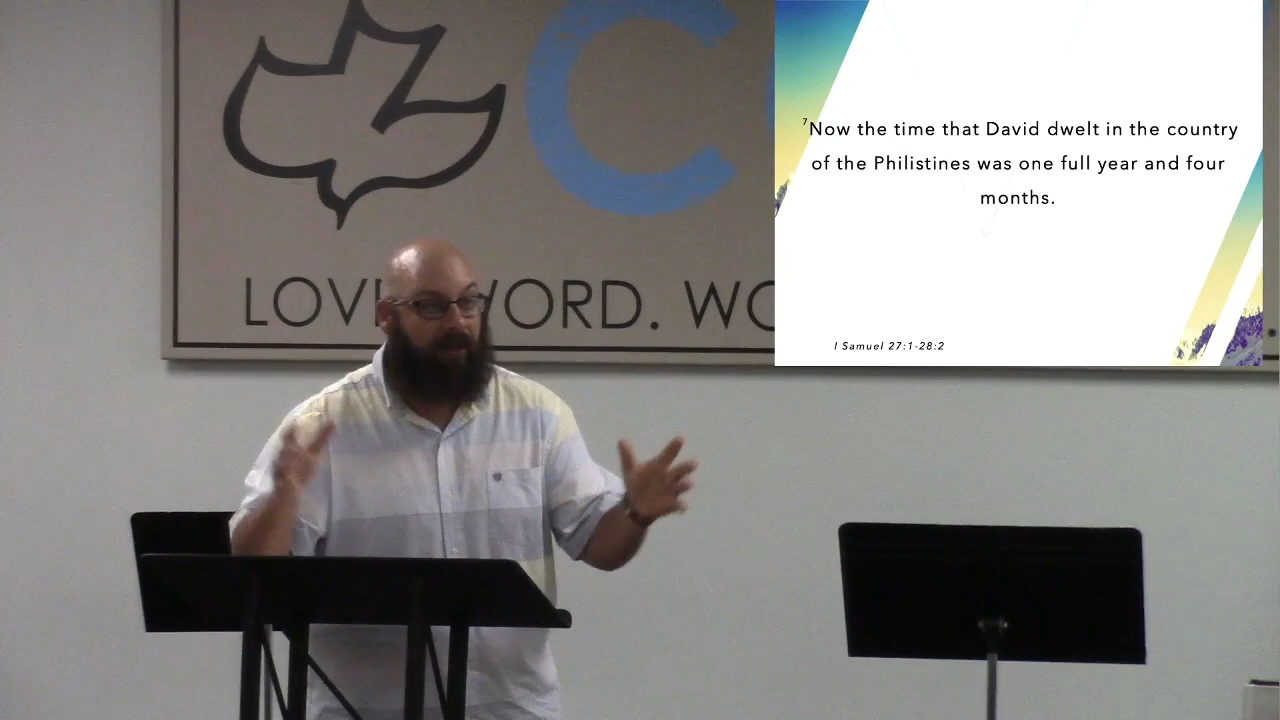 C
LOVE WORD. WO
7Now the time that David dwelt in the country
of the Philistines was one full year and four
months.
I Samuel 27:1-28:2